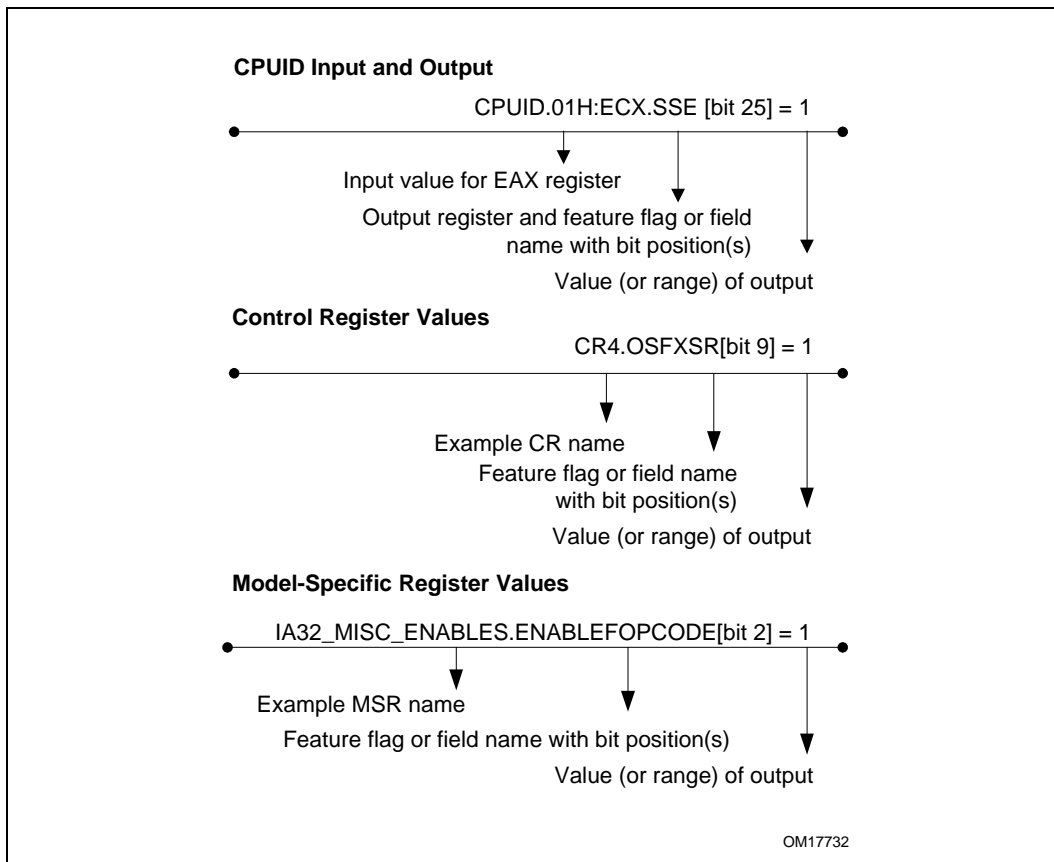 CPUID Input and Output
CPUID.01H:ECX.SSE [bit 25] = 1
Input value for EAX register
Output register and feature flag or field
name with bit position(s)
Value (or range) of output
Control Register Values
CR4.OSFXSR[bit 9] = 1
Example CR name
Feature flag or field name
with bit position(s)
Value (or range) of output
Model-Specific Register Values
IA32_MISC_ENABLES.ENABLEFOPCODE[bit 2] = 1
Example MSR name
Feature flag or field name with bit position(s)
Value (or range) of output
OM17732